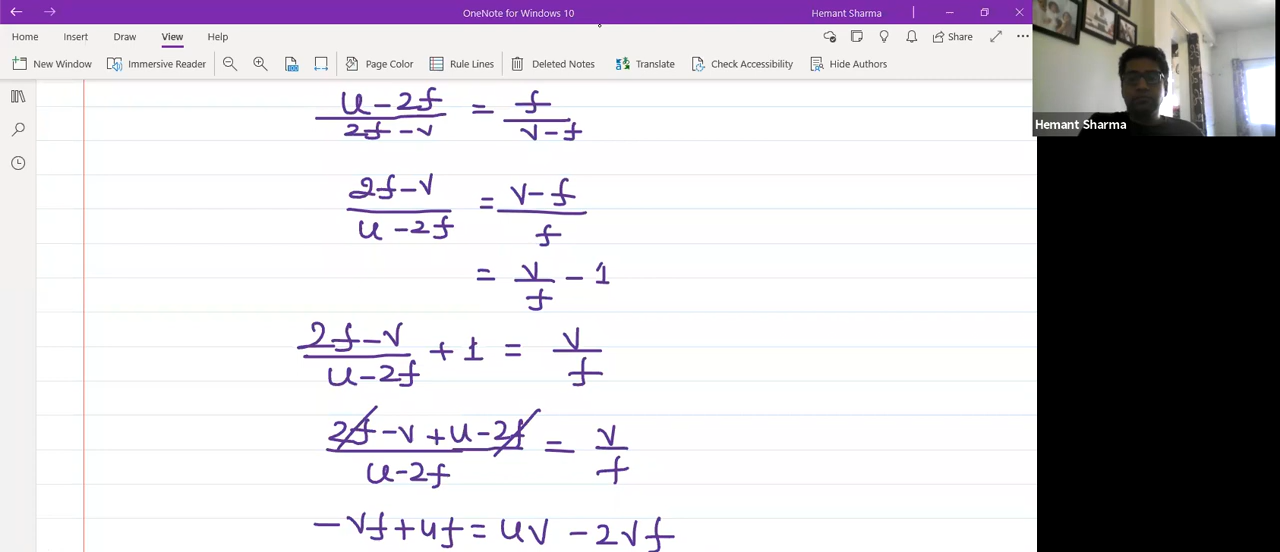 OneNote for Windows 10
Hemant Sharma
Home Insert Draw View Help
Share
New Window Immersive Reader Page Color Rule Lines Deleted Notes Translate Check Accessibility Hide Authors
Hemant Sharma
(u - 2f)/(2f - v) = f/(v - f)
(2f - v)/(u - 2f) = (v - f)/f
= v/f - 1
(2f - v)/(u - 2f) + 1 = v/f
(2f - v + u - 2f)/(u - 2f) = v/f
- vf + uf = uv - 2vf